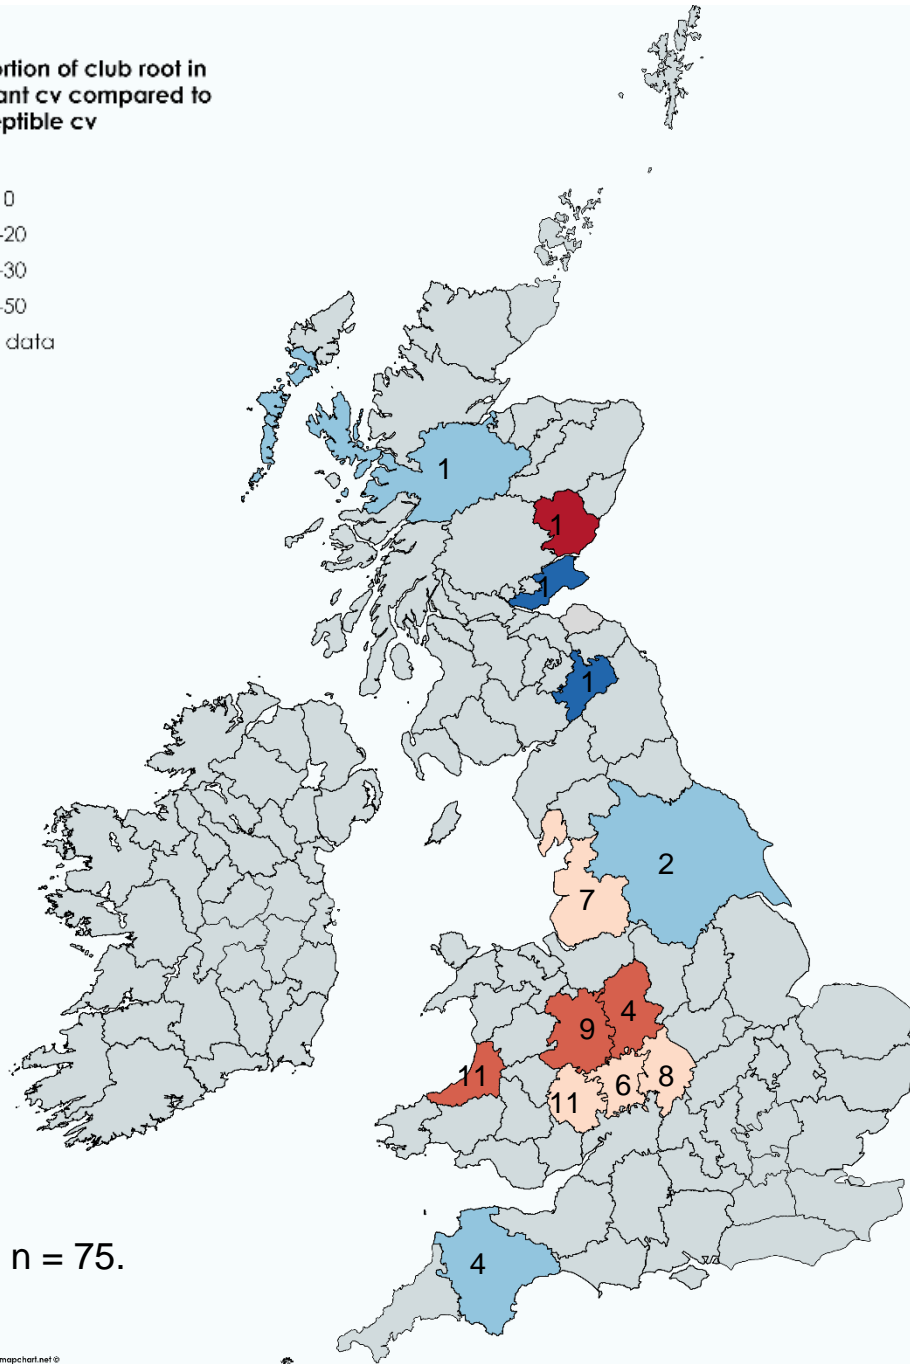 rtion of club root in
ant cv compared to
eptible cv
0
-20
-30
-50
data
1
1
1
1
2
7
4
9
11
8
6
11
4
n = 75.
mapchart.net ©